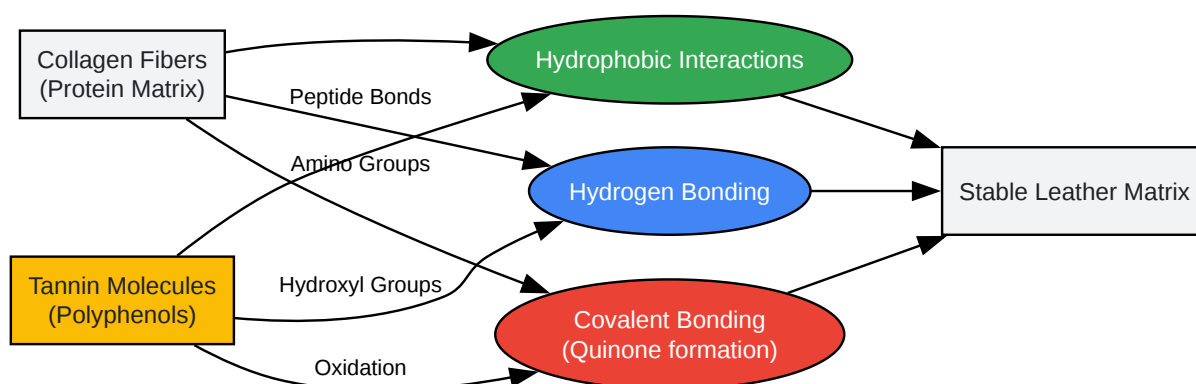 Collagen Fibers
(Protein Matrix)
Hydrophobic Interactions
Peptide Bonds
Amino Groups
Hydrogen Bonding
Stable Leather Matrix
Tannin Molecules
(Polyphenols)
Hydroxyl Groups
Covalent Bonding
(Quinone formation)
Oxidation